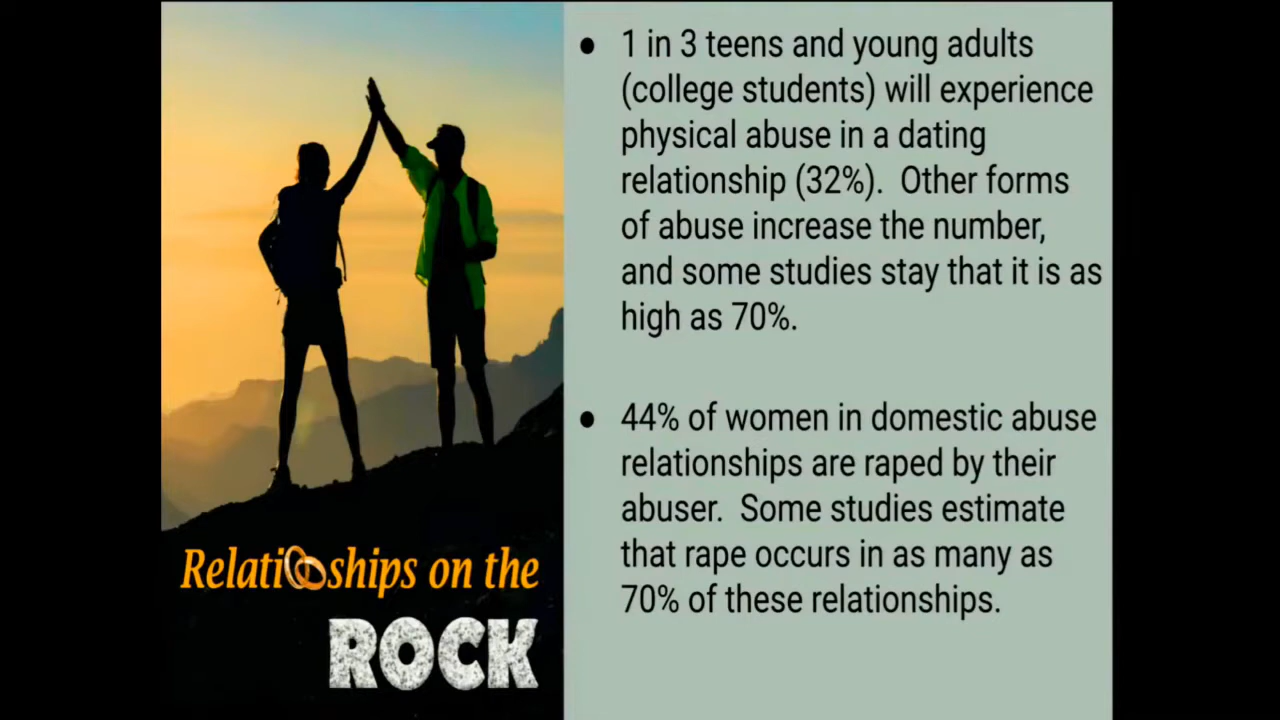 ● 1 in 3 teens and young adults
(college students) will experience
physical abuse in a dating
relationship (32%).  Other forms
of abuse increase the number,
and some studies stay that it is as
high as 70%.
● 44% of women in domestic abuse
relationships are raped by their
abuser.  Some studies estimate
that rape occurs in as many as
70% of these relationships.
Relationships on the
ROCK